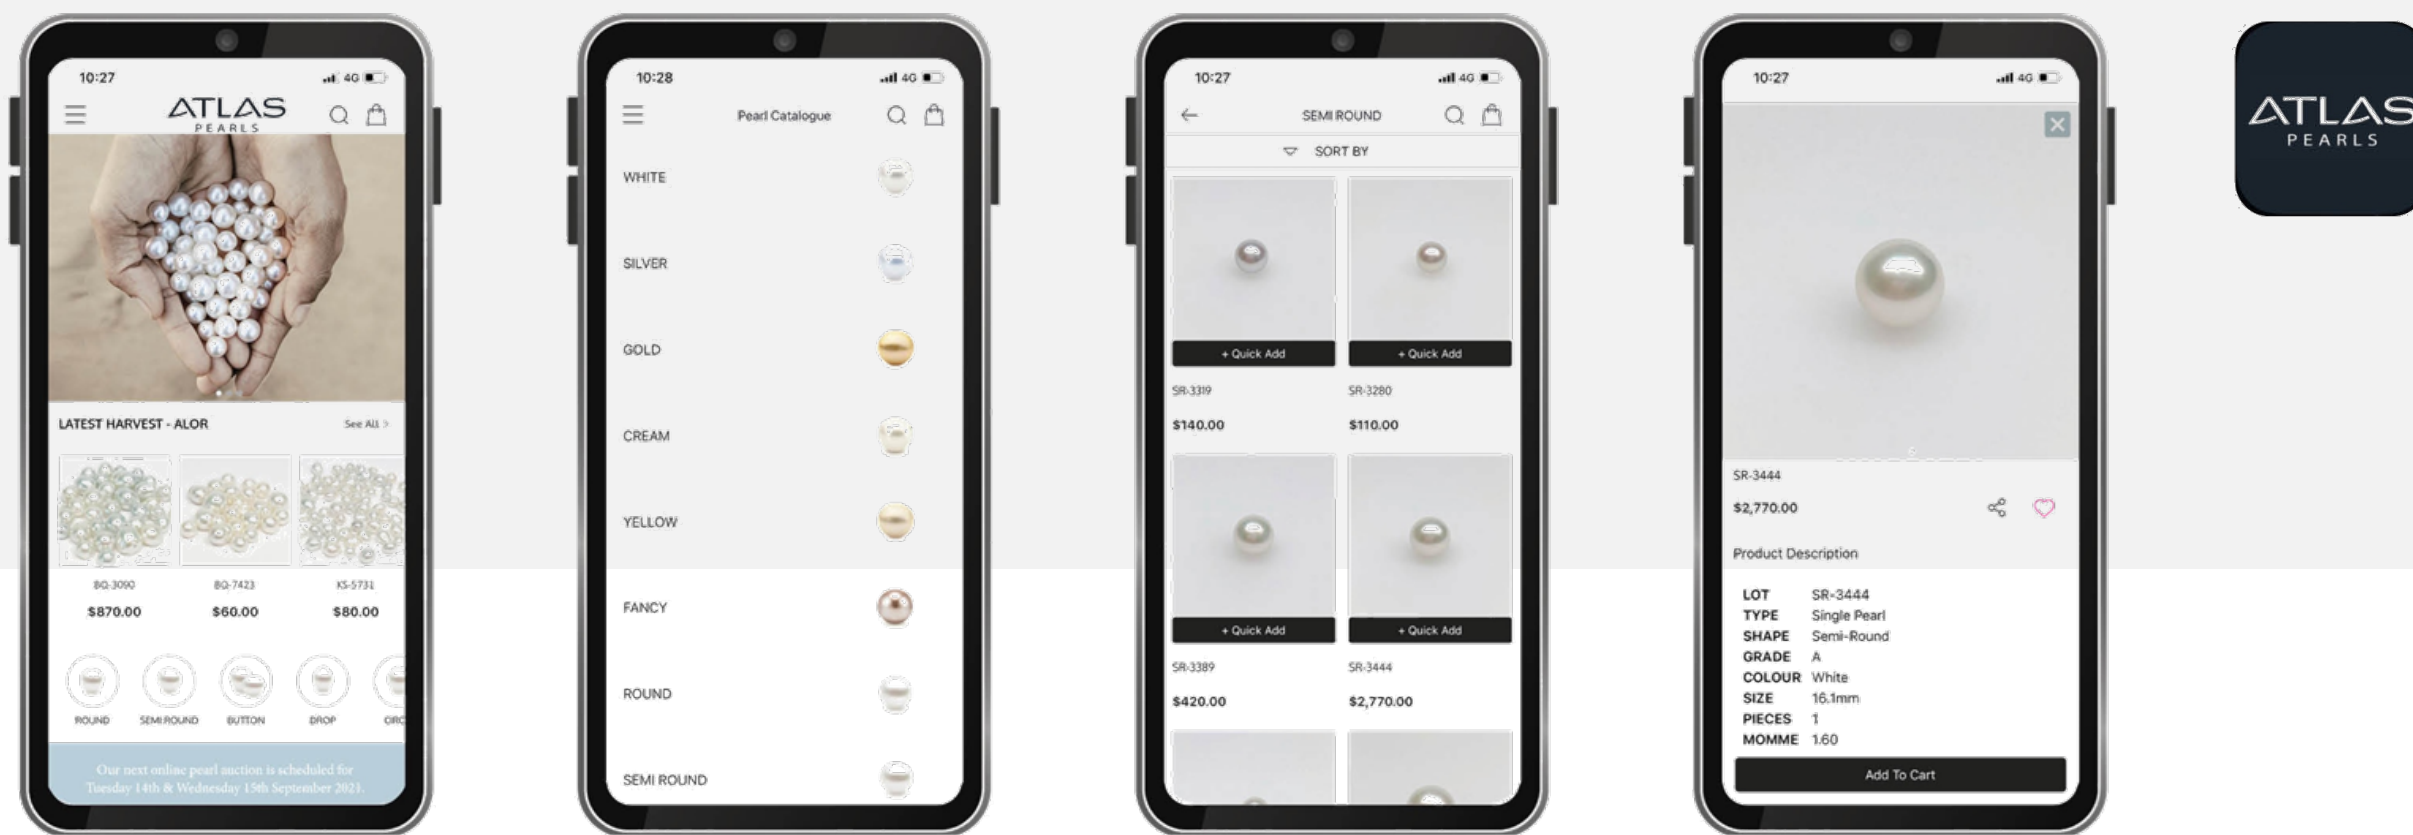 10:27
4G
ATLAS
PEARLS
LATEST HARVEST - ALOR
See All >
BQ-3090
BQ-7423
KS-5731
$870.00
$60.00
$80.00
ROUND
SEMI ROUND
BUTTON
DROP
CIRC
Our next online pearl auction is scheduled for
Tuesday 14th & Wednesday 15th September 2021.
10:28
4G
Pearl Catalogue
WHITE
SILVER
GOLD
CREAM
YELLOW
FANCY
ROUND
SEMI ROUND
10:27
4G
SEMI ROUND
SORT BY
+ Quick Add
+ Quick Add
SR-3319
SR-3280
$140.00
$110.00
+ Quick Add
+ Quick Add
SR-3389
SR-3444
$420.00
$2,770.00
10:27
4G
SR-3444
$2,770.00
Product Description
LOT SR-3444
TYPE Single Pearl
SHAPE Semi-Round
GRADE A
COLOUR White
SIZE 16.1mm
PIECES 1
MOMME 1.60
Add To Cart
ATLAS
PEARLS